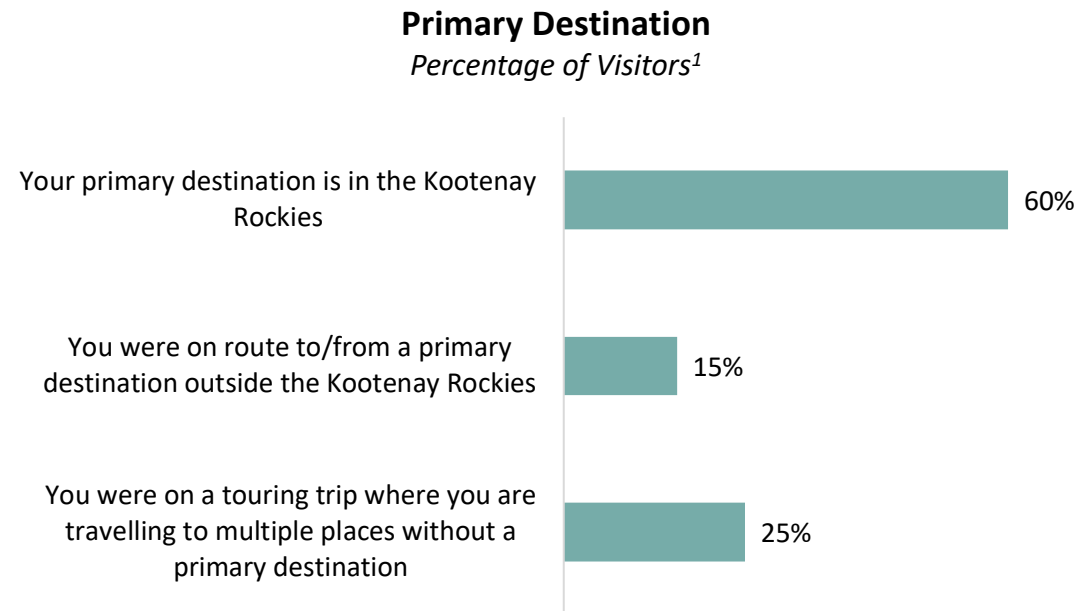 Primary Destination
Percentage of Visitors¹
Your primary destination is in the Kootenay
Rockies
60%
You were on route to/from a primary
destination outside the Kootenay Rockies
15%
You were on a touring trip where you are
travelling to multiple places without a
primary destination
25%